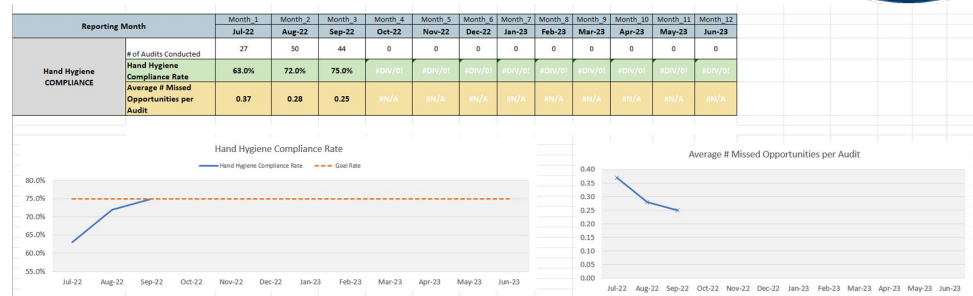 Reporting Month Month_1 Month_2 Month_3 Month_4 Month_5 Month_6 Month_7 Month_8 Month_9 Month_10 Month_11 Month_12
Jul-22 Aug-22 Sep-22 Oct-22 Nov-22 Dec-22 Jan-23 Feb-23 Mar-23 Apr-23 May-23 Jun-23
Hand Hygiene
COMPLIANCE
# of Audits Conducted 27 50 44 0 0 0 0 0 0 0 0 0
Hand Hygiene
Compliance Rate 63.0% 72.0% 75.0% #DIV/0! #DIV/0! #DIV/0! #DIV/0! #DIV/0! #DIV/0! #DIV/0! #DIV/0! #DIV/0!
Average # Missed
Opportunities per
Audit 0.37 0.28 0.25 #N/A #N/A #N/A #N/A #N/A #N/A #N/A #N/A #N/A
Hand Hygiene Compliance Rate
Hand Hygiene Compliance Rate Goal Rate
80.0%
75.0%
70.0%
65.0%
60.0%
55.0%
Jul-22 Aug-22 Sep-22 Oct-22 Nov-22 Dec-22 Jan-23 Feb-23 Mar-23 Apr-23 May-23 Jun-23
Average # Missed Opportunities per Audit
0.40
0.35
0.30
0.25
0.20
0.15
0.10
0.05
0.00
Jul-22 Aug-22 Sep-22 Oct-22 Nov-22 Dec-22 Jan-23 Feb-23 Mar-23 Apr-23 May-23 Jun-23